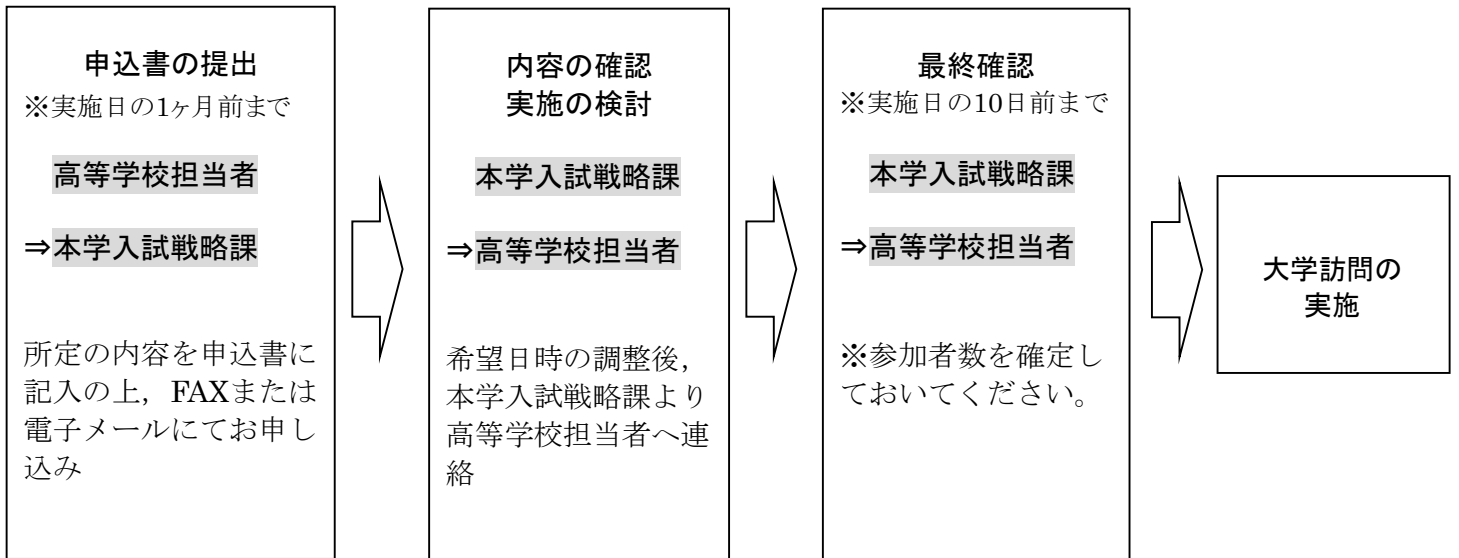 申込書の提出
※実施日の1ヶ月前まで
高等学校担当者
⇒本学入試戦略課
所定の内容を申込書に
記入の上，FAXまたは
電子メールにてお申し
込み
内容の確認
実施の検討
本学入試戦略課
⇒高等学校担当者
希望日時の調整後，
本学入試戦略課より
高等学校担当者へ連
絡
最終確認
※実施日の10日前まで
本学入試戦略課
⇒高等学校担当者
※参加者数を確定し
ておいてください。
大学訪問の
実施